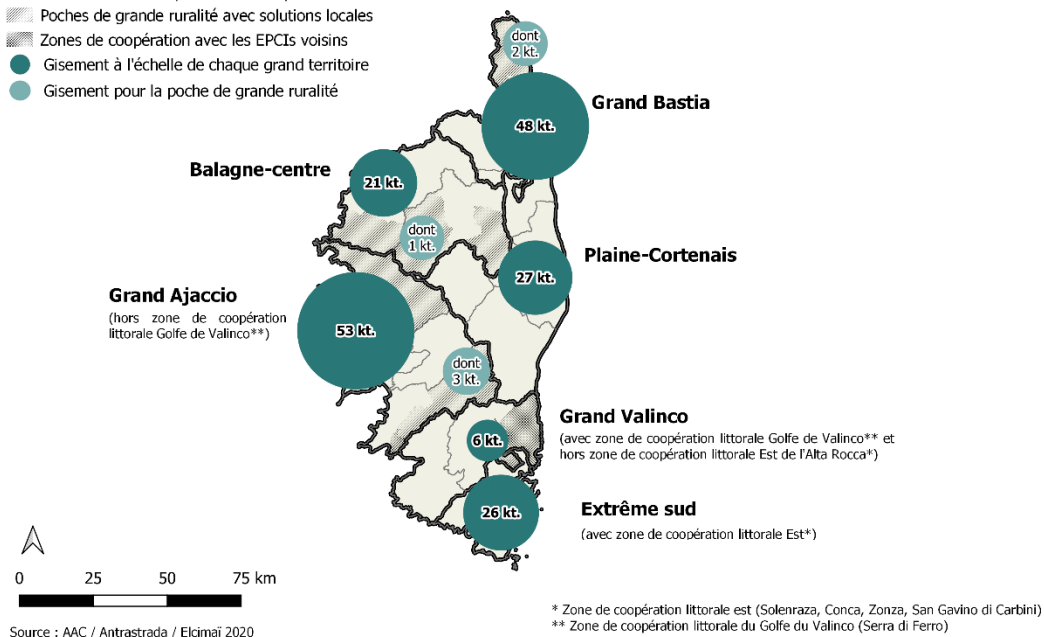 Poches de grande ruralité avec solutions locales
Zones de coopération avec les EPCIs voisins
Gisement à l'échelle de chaque grand territoire
Gisement pour la poche de grande ruralité
dont
2 kt.
Grand Bastia
48 kt.
Balagne-centre
21 kt.
dont
1 kt.
Plaine-Cortenais
27 kt.
Grand Ajaccio
(hors zone de coopération
littorale Golfe de Valinco**)
53 kt.
dont
3 kt.
Grand Valinco
(avec zone de coopération littorale Golfe de Valinco** et
hors zone de coopération littorale Est de l'Alta Rocca*)
6 kt.
Extrême sud
(avec zone de coopération littorale Est*)
26 kt.
0 25 50 75 km
* Zone de coopération littorale est (Solenraza, Conca, Zonza, San Gavino di Carbini)
** Zone de coopération littorale du Golfe du Valinco (Serra di Ferro)
Source : AAC / Antrastrada / Elcimaï 2020